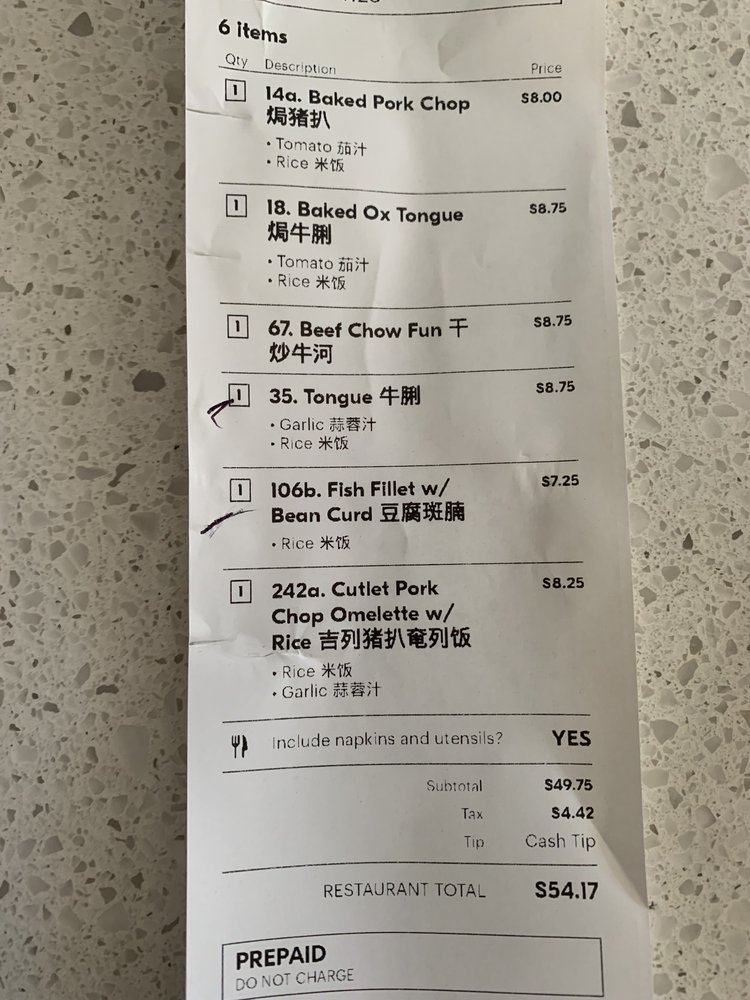 6 items
Qty Description Price
1 14a. Baked Pork Chop $8.00
焗猪扒
• Tomato 茄汁
• Rice 米饭
1 18. Baked Ox Tongue $8.75
焗牛脷
• Tomato 茄汁
• Rice 米饭
1 67. Beef Chow Fun 干 $8.75
炒牛河
1 35. Tongue 牛脷 $8.75
• Garlic 蒜蓉汁
• Rice 米饭
1 106b. Fish Fillet w/ $7.25
Bean Curd 豆腐斑腩
• Rice 米饭
1 242a. Cutlet Pork $8.25
Chop Omelette w/
Rice 吉列猪扒奄列饭
• Rice 米饭
• Garlic 蒜蓉汁
Include napkins and utensils? YES
Subtotal $49.75
Tax $4.42
Tip Cash Tip
RESTAURANT TOTAL $54.17
PREPAID
DO NOT CHARGE